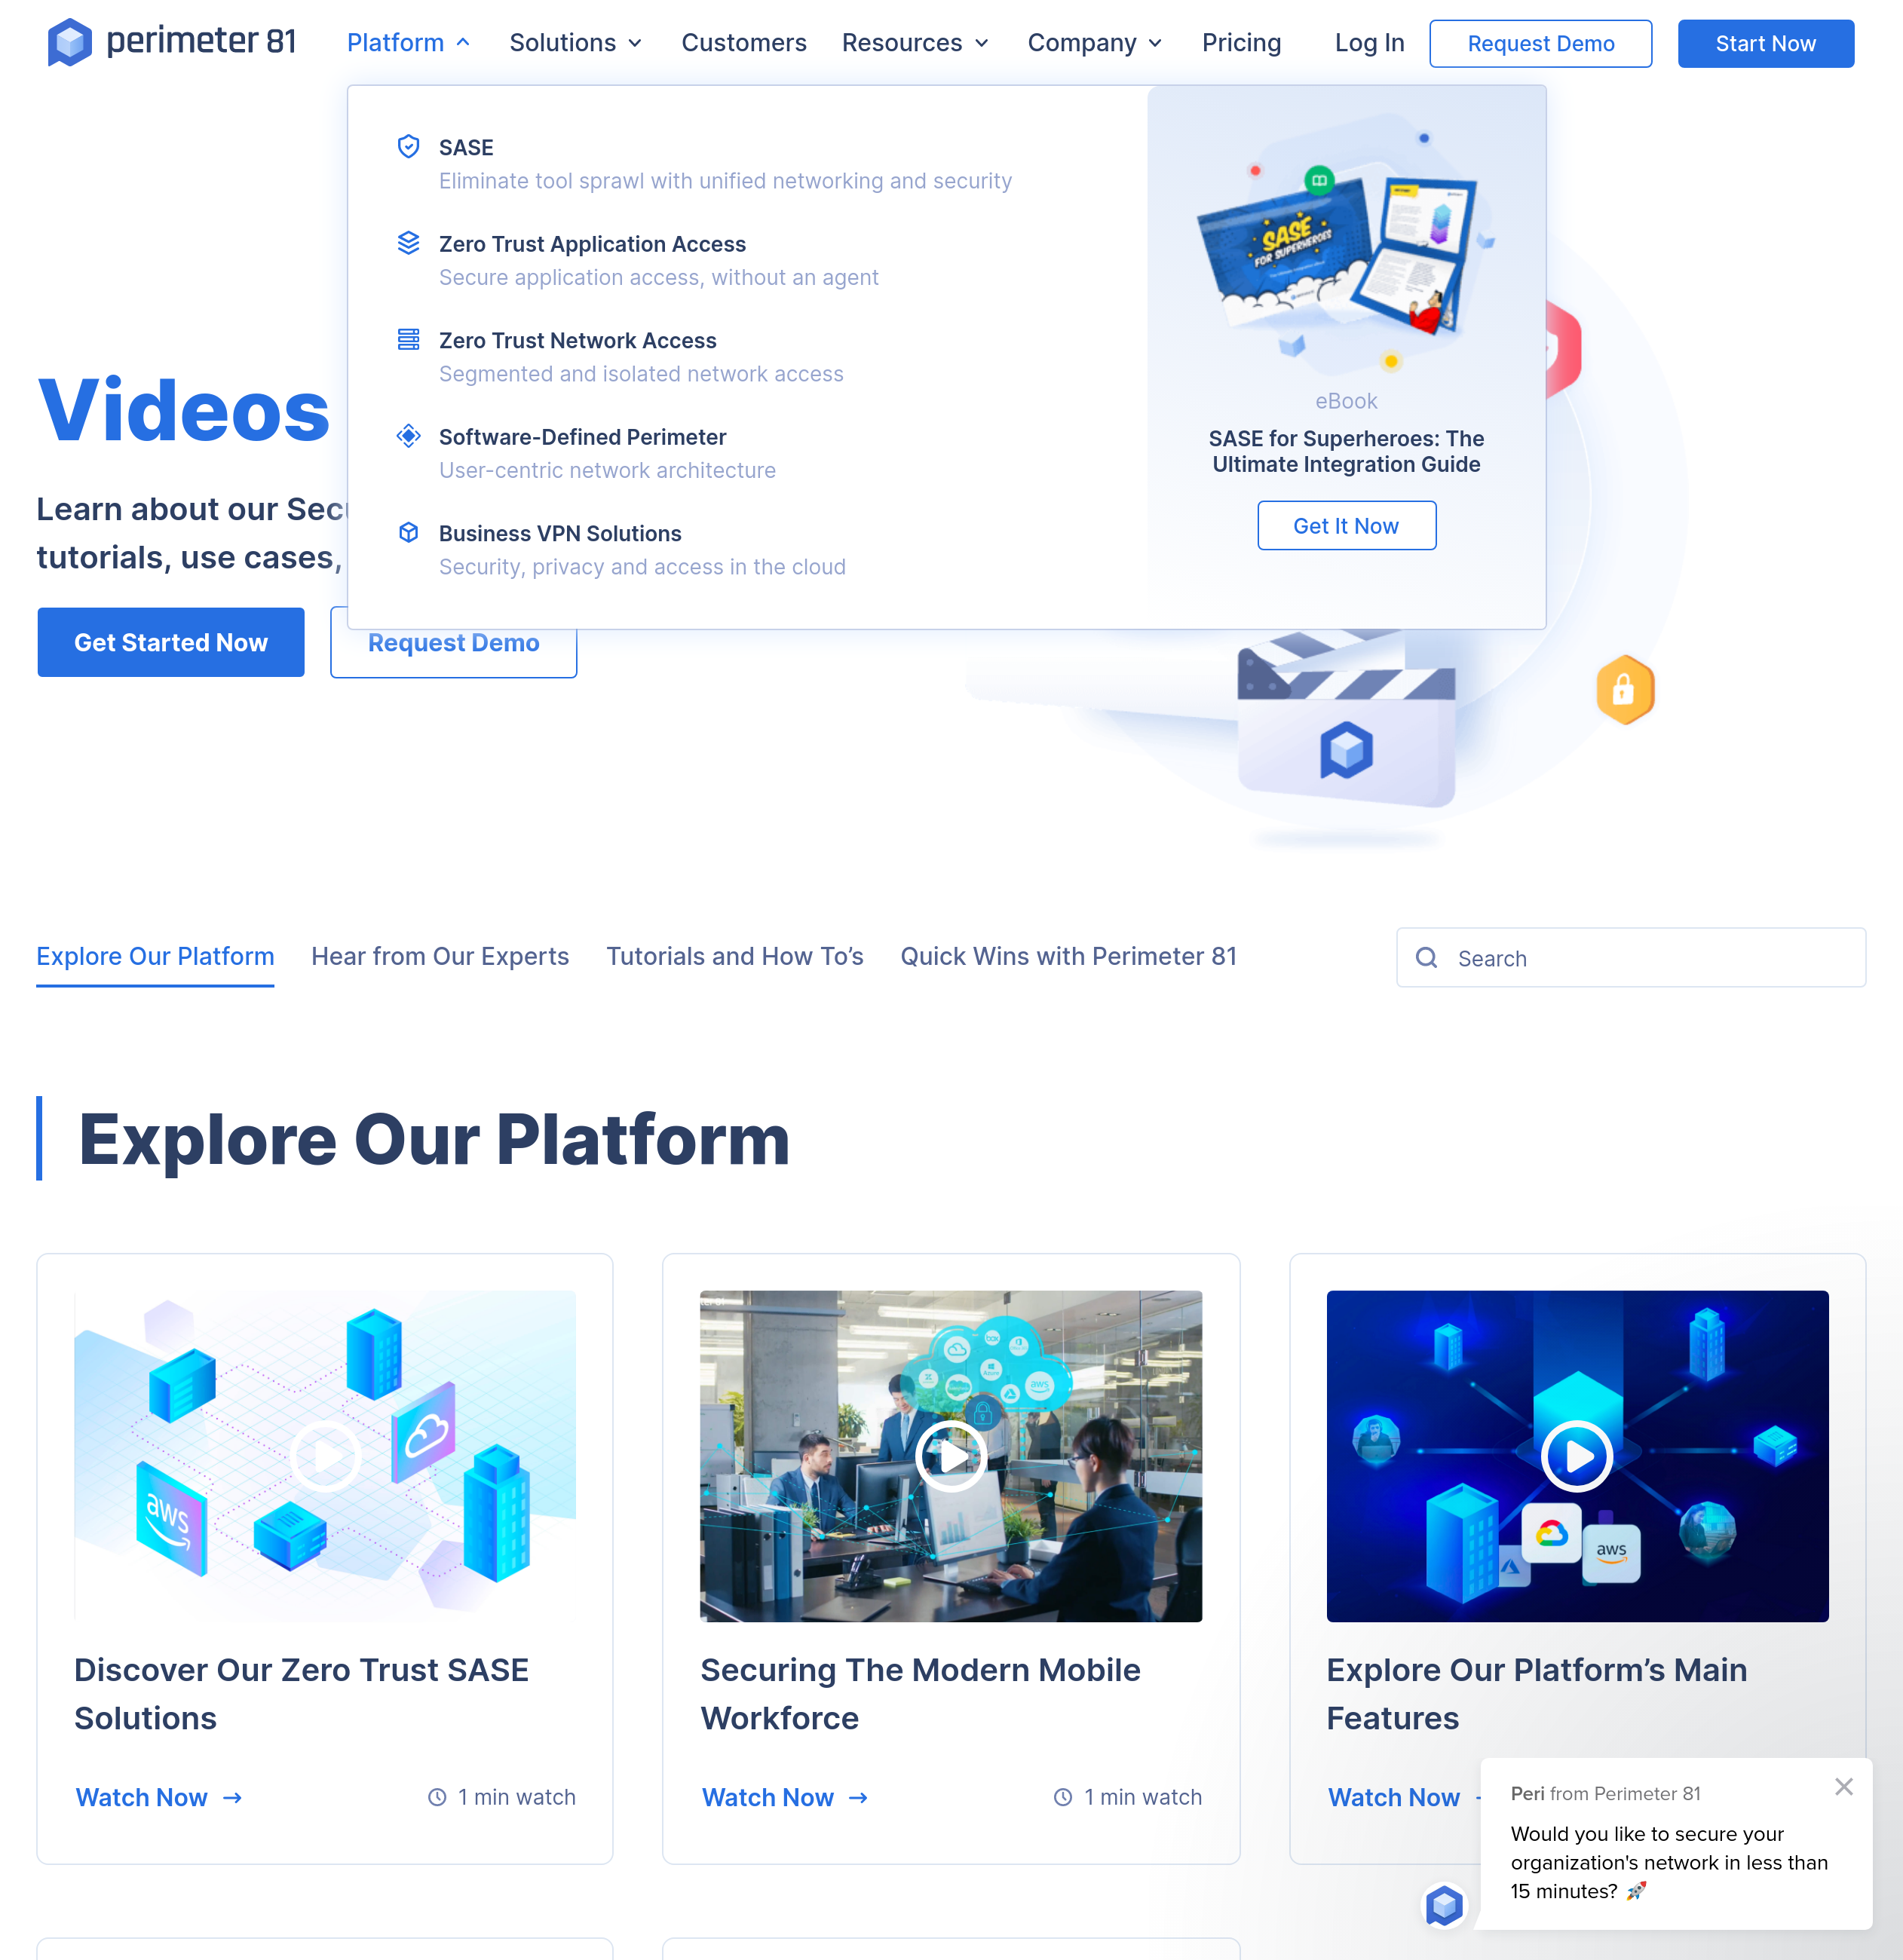 perimeter 81
Platform
Solutions
Customers
Resources
Company
Pricing
Log In
Request Demo
Start Now
SASE
Eliminate tool sprawl with unified networking and security
Zero Trust Application Access
Secure application access, without an agent
Zero Trust Network Access
Segmented and isolated network access
Software-Defined Perimeter
User-centric network architecture
Business VPN Solutions
Security, privacy and access in the cloud
SASE
FOR SUPERHEROES
eBook
SASE for Superheroes: The
Ultimate Integration Guide
Get It Now
Videos
Learn about our Secu
tutorials, use cases,
Get Started Now
Request Demo
Explore Our Platform
Hear from Our Experts
Tutorials and How To’s
Quick Wins with Perimeter 81
Search
Explore Our Platform
aws
aws
aws
Discover Our Zero Trust SASE
Solutions
Watch Now
1 min watch
Securing The Modern Mobile
Workforce
Watch Now
1 min watch
Explore Our Platform’s Main
Features
Watch Now
Peri from Perimeter 81
Would you like to secure your
organization's network in less than
15 minutes? 🚀